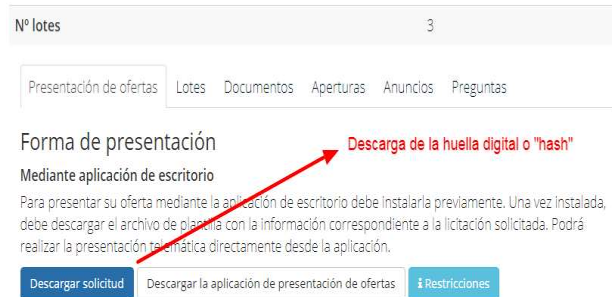 Nº lotes 3
Presentación de ofertas Lotes Documentos Aperturas Anuncios Preguntas
Forma de presentación
Descarga de la huella digital o "hash"
Mediante aplicación de escritorio
Para presentar su oferta mediante la aplicación de escritorio debe instalarla previamente. Una vez instalada,
debe descargar el archivo de plantilla con la información correspondiente a la licitación solicitada. Podrá
realizar la presentación telemática directamente desde la aplicación.
Descargar solicitud Descargar la aplicación de presentación de ofertas i Restricciones